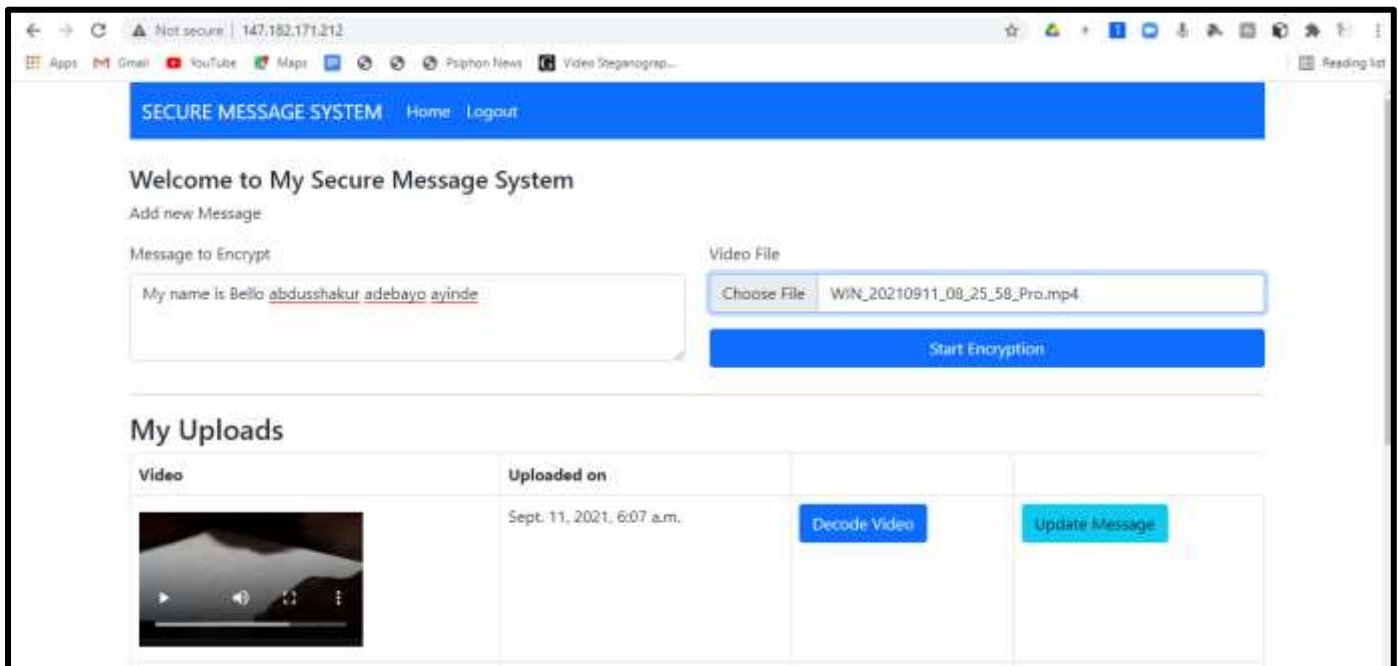 Not secure | 147.182.171.212
Apps Gmail YouTube Maps Psiphon News Video Steganograp... Reading list
SECURE MESSAGE SYSTEM Home Logout
Welcome to My Secure Message System
Add new Message
Message to Encrypt
My name is Bello abdusshakur adebayo ayinde
Video File
Choose File WIN_20210911_08_25_58_Pro.mp4
Start Encryption
My Uploads
Video Uploaded on
Sept. 11, 2021, 6:07 a.m. Decode Video Update Message